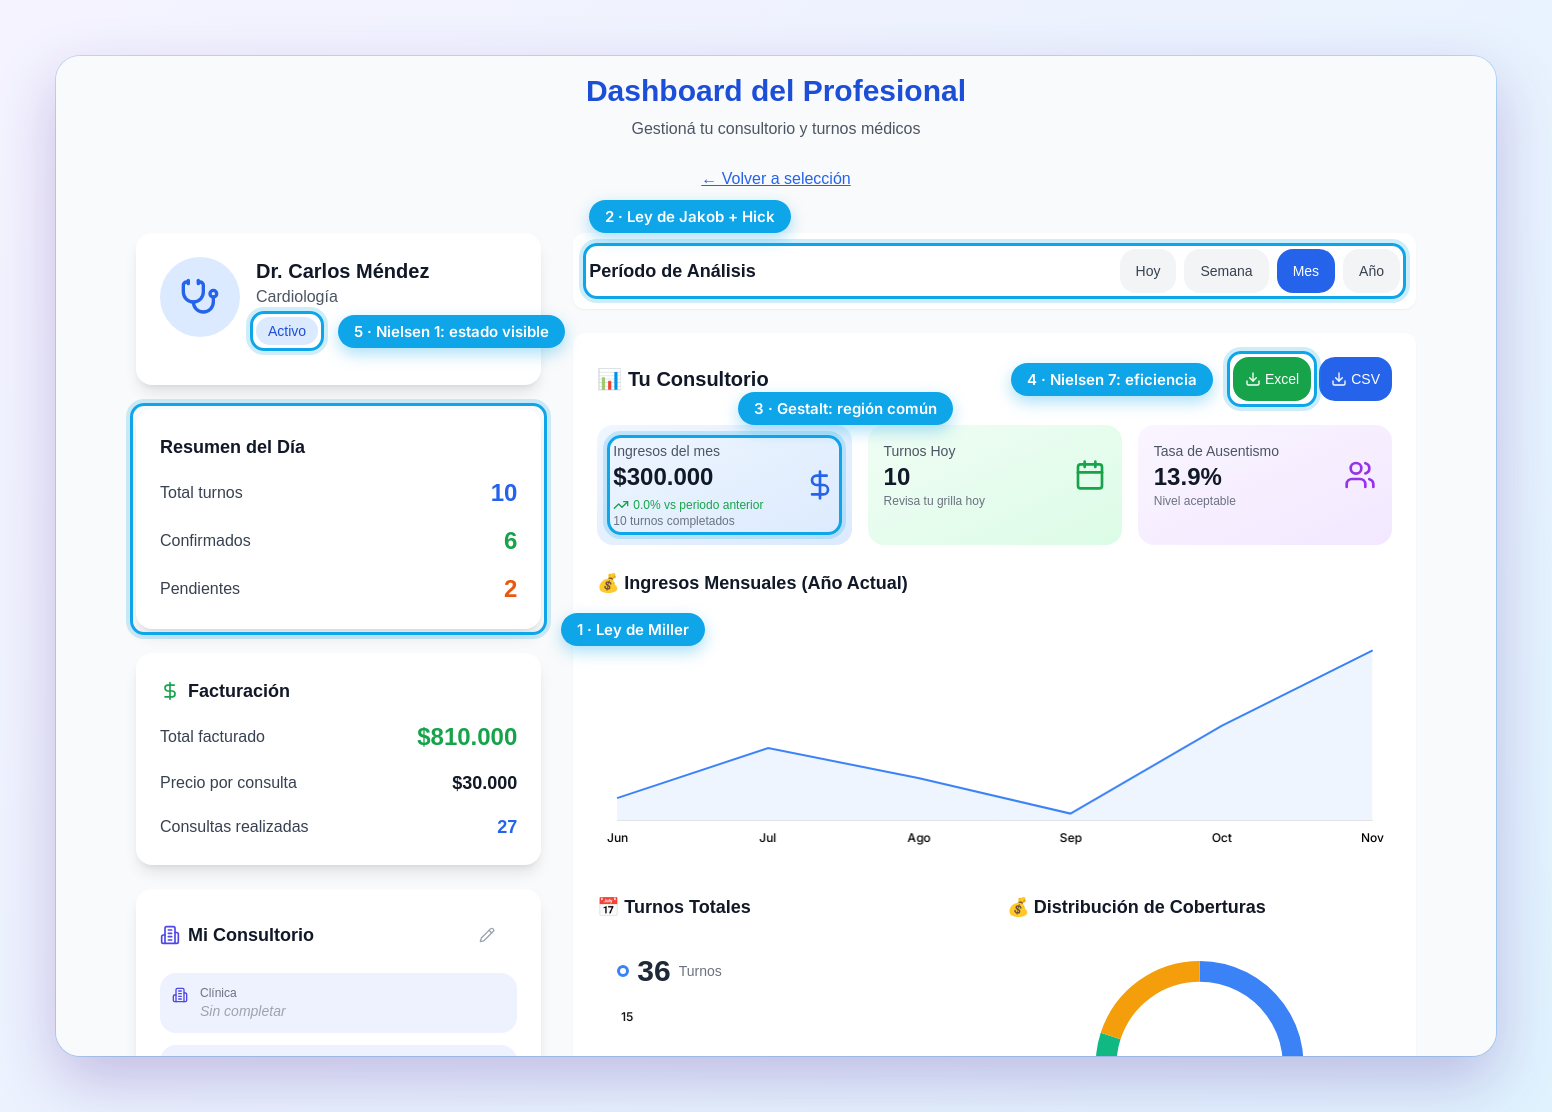 Dashboard del Profesional
Gestioná tu consultorio y turnos médicos
← Volver a selección
2 · Ley de Jakob + Hick
Dr. Carlos Méndez
Cardiología
Activo
5 · Nielsen 1: estado visible
Período de Análisis
Hoy
Semana
Mes
Año
📊 Tu Consultorio
4 · Nielsen 7: eficiencia
Excel
CSV
3 · Gestalt: región común
Resumen del Día
Total turnos
10
Confirmados
6
Pendientes
2
Ingresos del mes
$300.000
0.0% vs periodo anterior
10 turnos completados
Turnos Hoy
10
Revisa tu grilla hoy
Tasa de Ausentismo
13.9%
Nivel aceptable
💰 Ingresos Mensuales (Año Actual)
1 · Ley de Miller
Jun
Jul
Ago
Sep
Oct
Nov
Facturación
Total facturado
$810.000
Precio por consulta
$30.000
Consultas realizadas
27
Mi Consultorio
Clínica
Sin completar
📅 Turnos Totales
36 Turnos
15
💰 Distribución de Coberturas